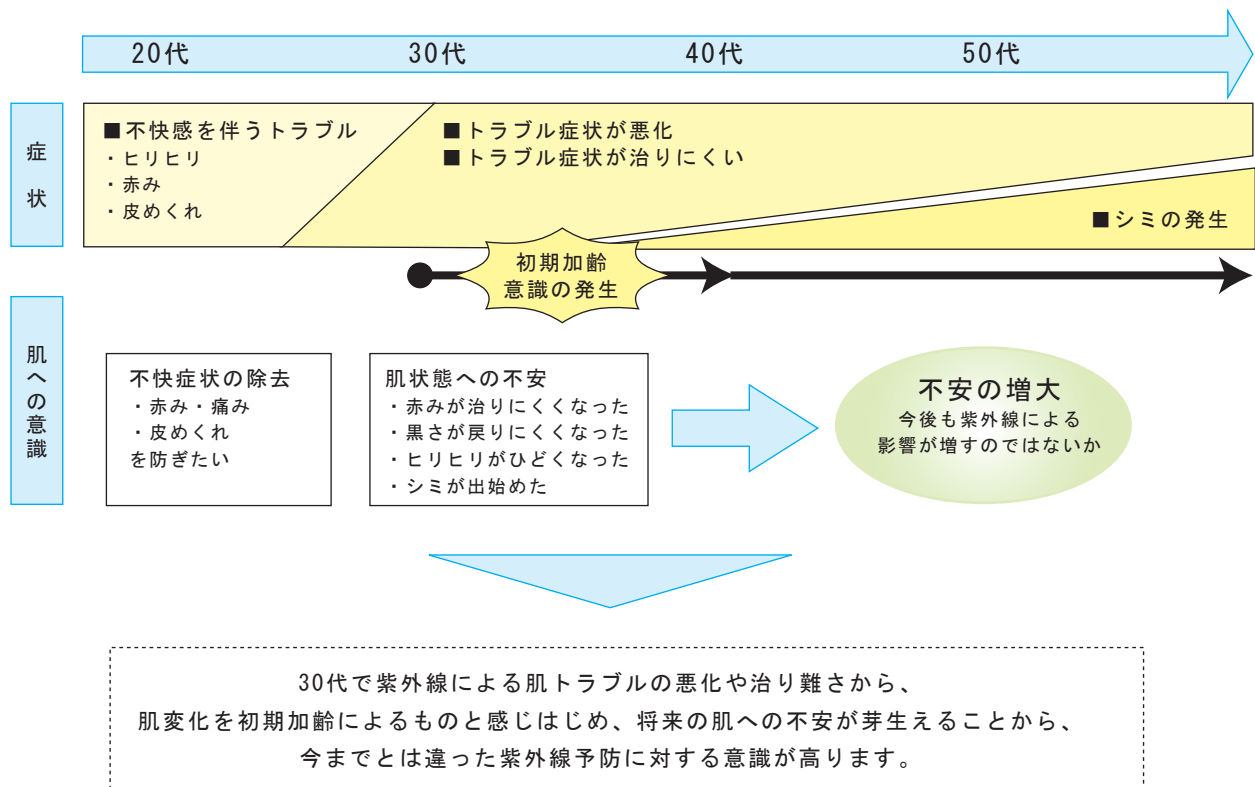 20代
30代
40代
50代
症状
■不快感を伴うトラブル
・ヒリヒリ
・赤み
・皮めくれ
■トラブル症状が悪化
■トラブル症状が治りにくい
■シミの発生
初期加齢
意識の発生
肌への意識
不快症状の除去
・赤み・痛み
・皮めくれ
を防ぎたい
肌状態への不安
・赤みが治りにくくなった
・黒さが戻りにくくなった
・ヒリヒリがひどくなった
・シミが出始めた
不安の増大
今後も紫外線による
影響が増すのではないか
30代で紫外線による肌トラブルの悪化や治り難さから、
肌変化を初期加齢によるものと感じはじめ、将来の肌への不安が芽生えることから、
今までとは違った紫外線予防に対する意識が高ります。